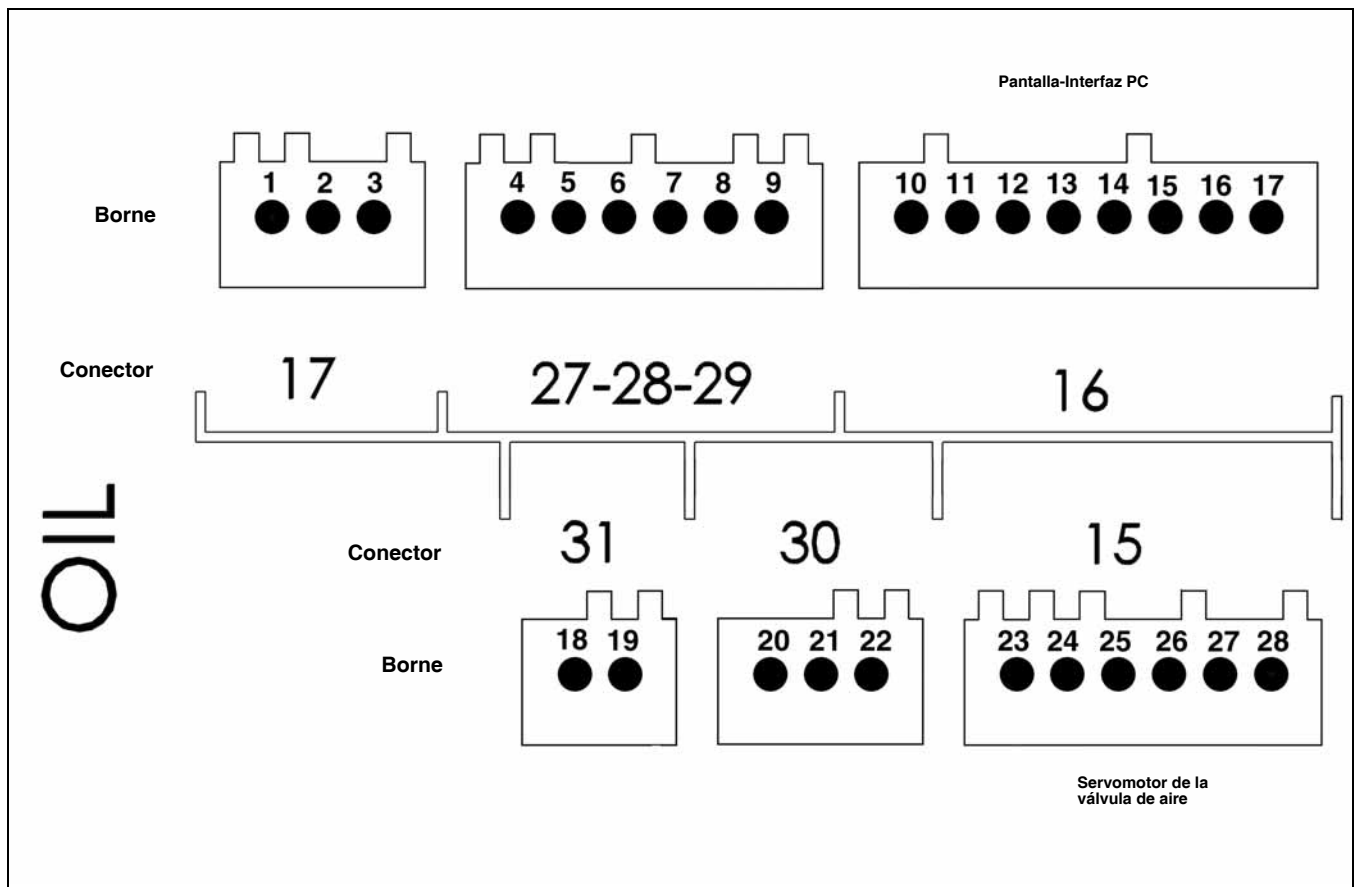 Pantalla-Interfaz PC
1 2 3 4 5 6 7 8 9 10 11 12 13 14 15 16 17
Borne
Conector 17 27-28-29 16
OIL
Conector 31 30 15
18 19 20 21 22 23 24 25 26 27 28
Borne
Servomotor de la
válvula de aire